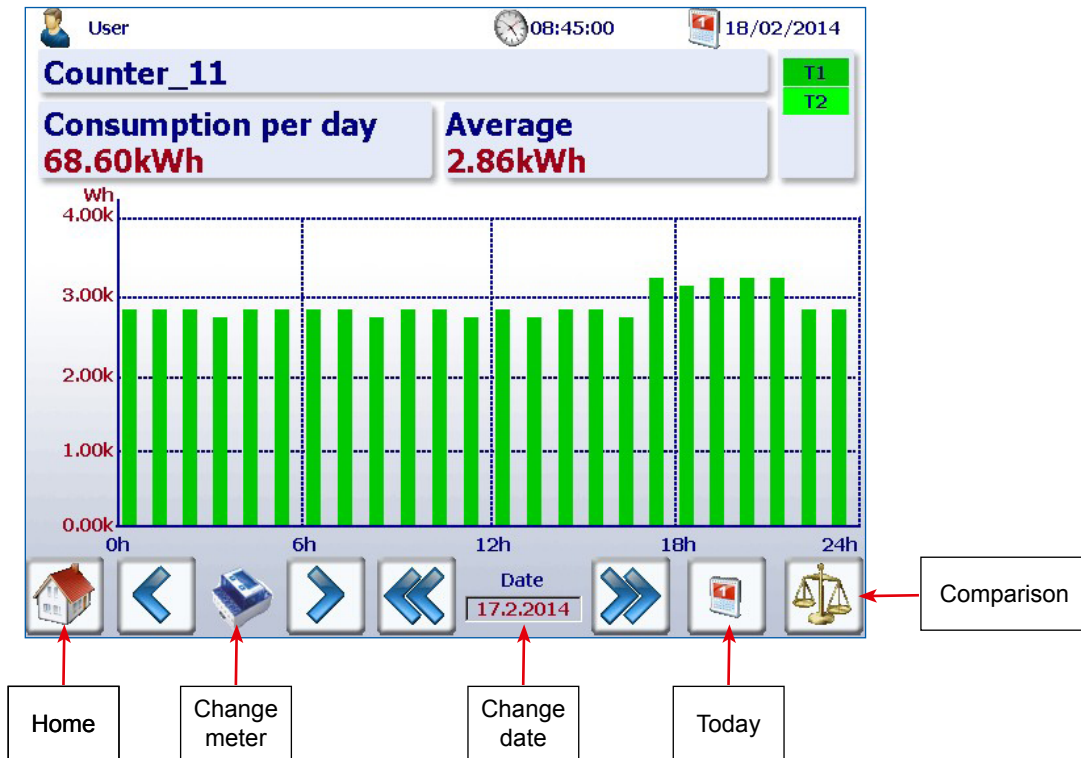 User
08:45:00
1
18/02/2014
Counter_11
T1
T2
Consumption per day
68.60kWh
Average
2.86kWh
Wh
4.00k
3.00k
2.00k
1.00k
0.00k
0h
6h
12h
18h
24h
Date
17.2.2014
1
Comparison
Home
Change
meter
Change
date
Today